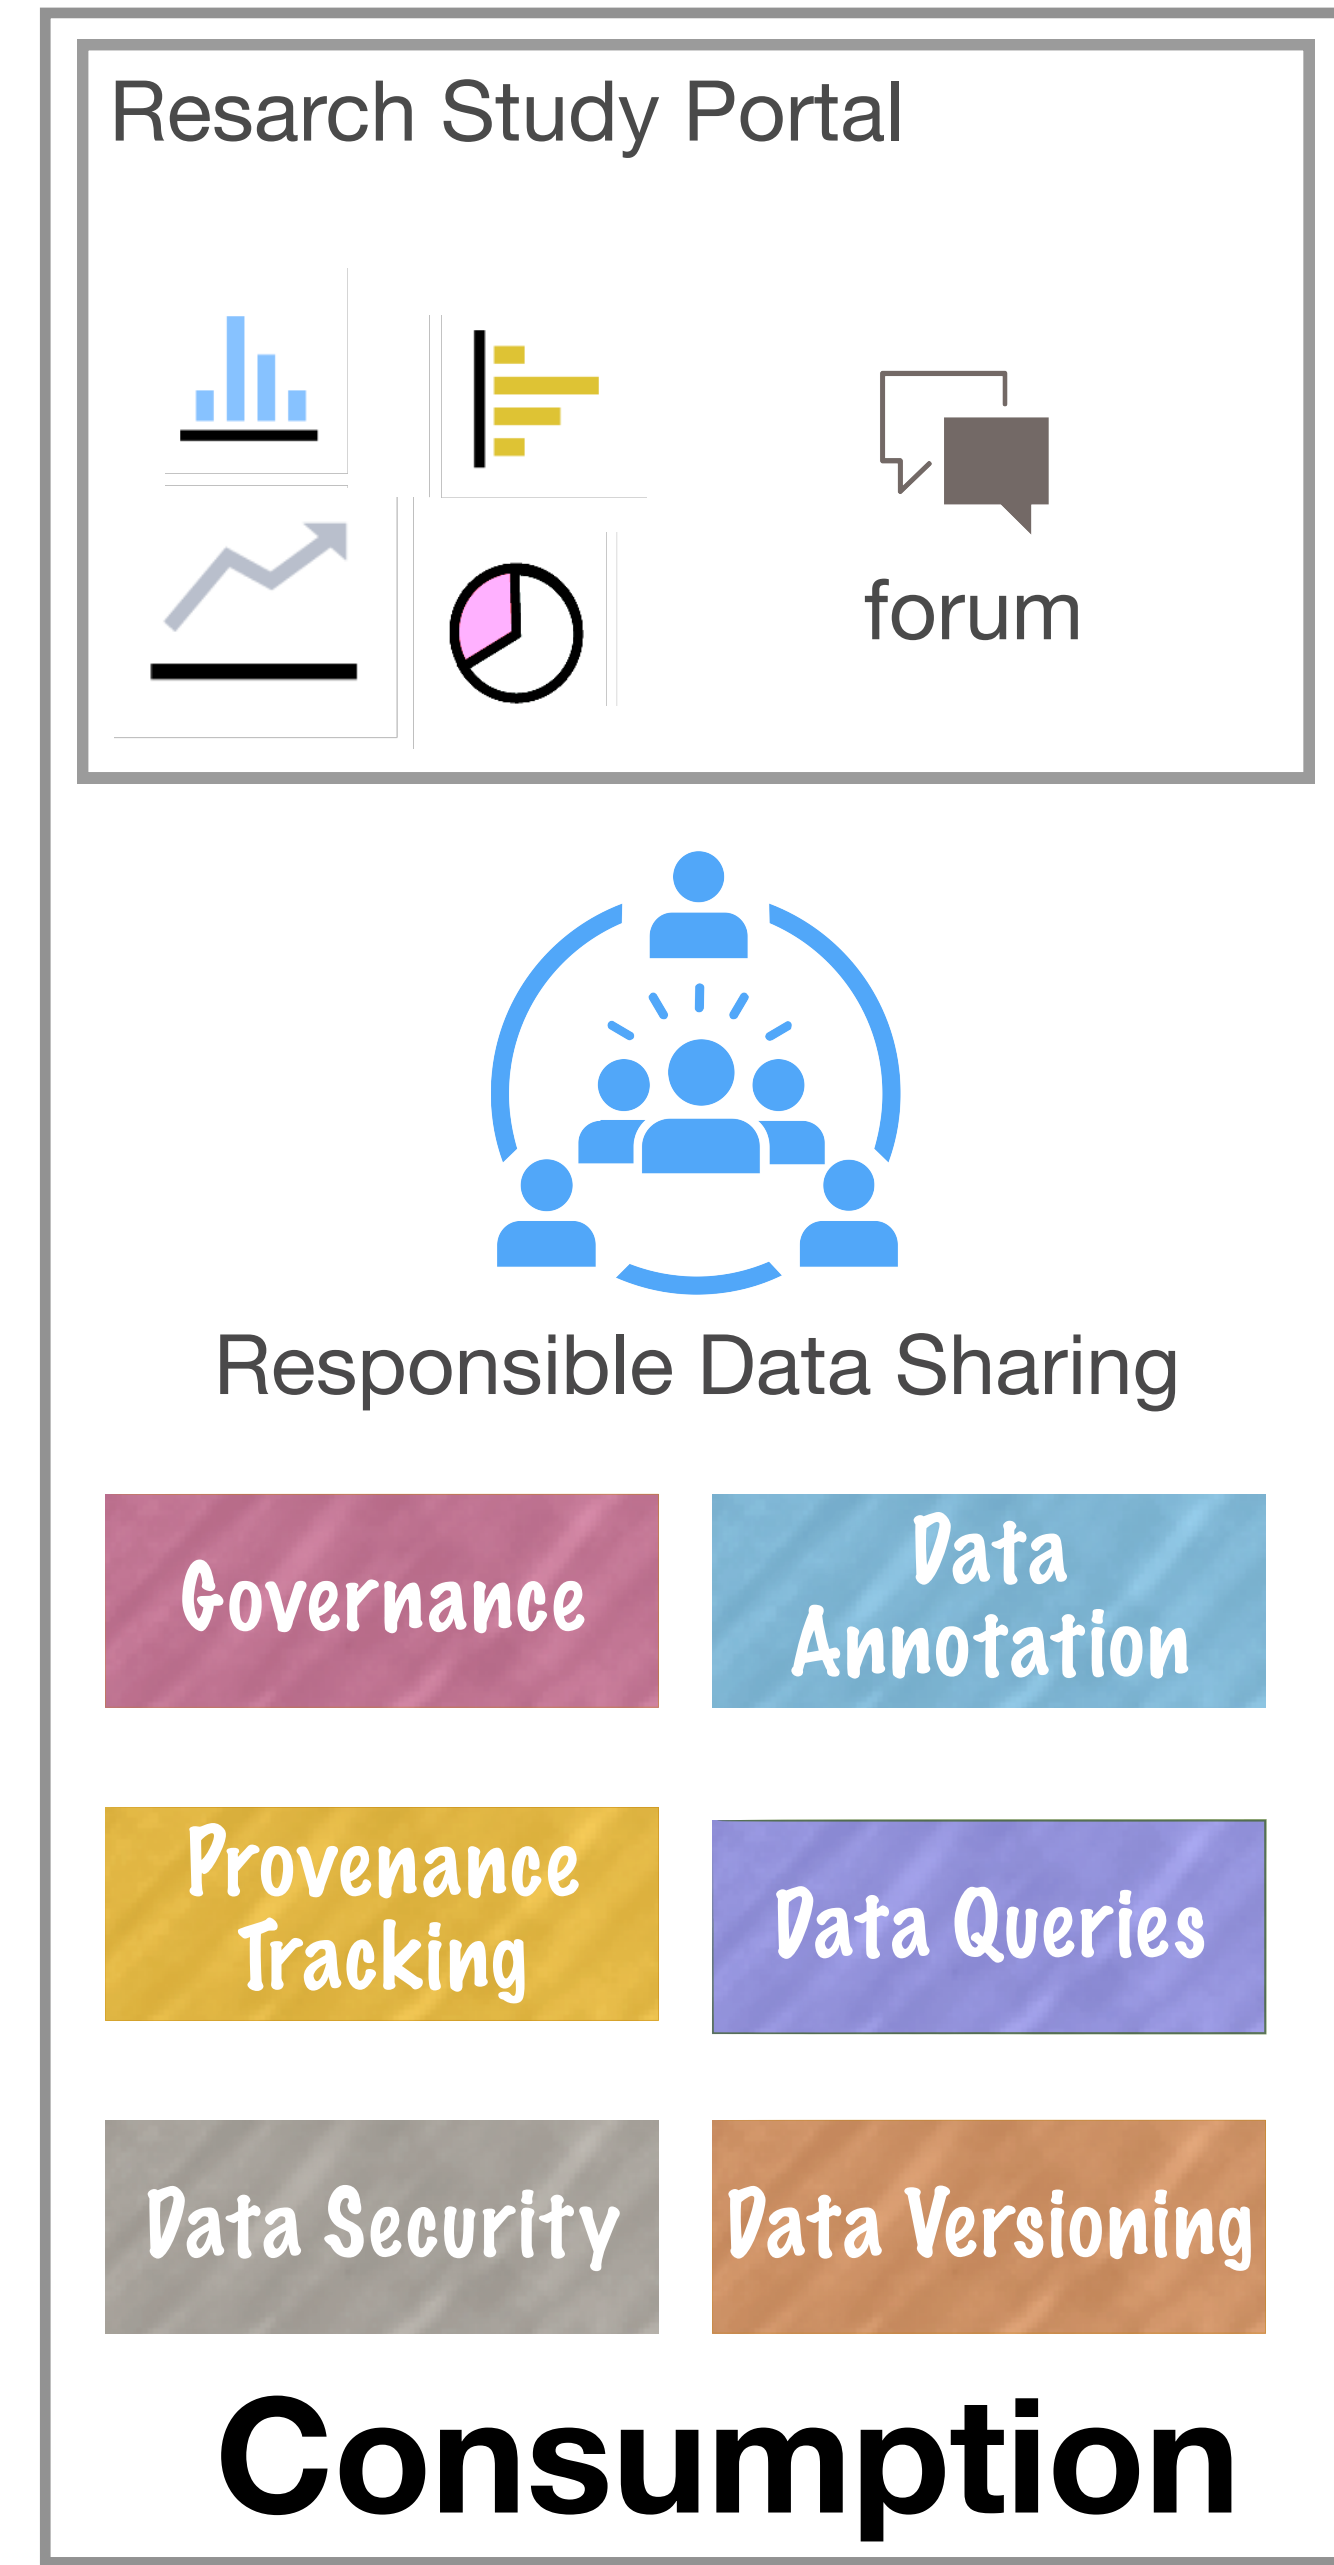 Resarch Study Portal
forum
Responsible Data Sharing
Governance
Data
Annotation
Provenance
Tracking
Data Queries
Data Security
Data Versioning
Consumption